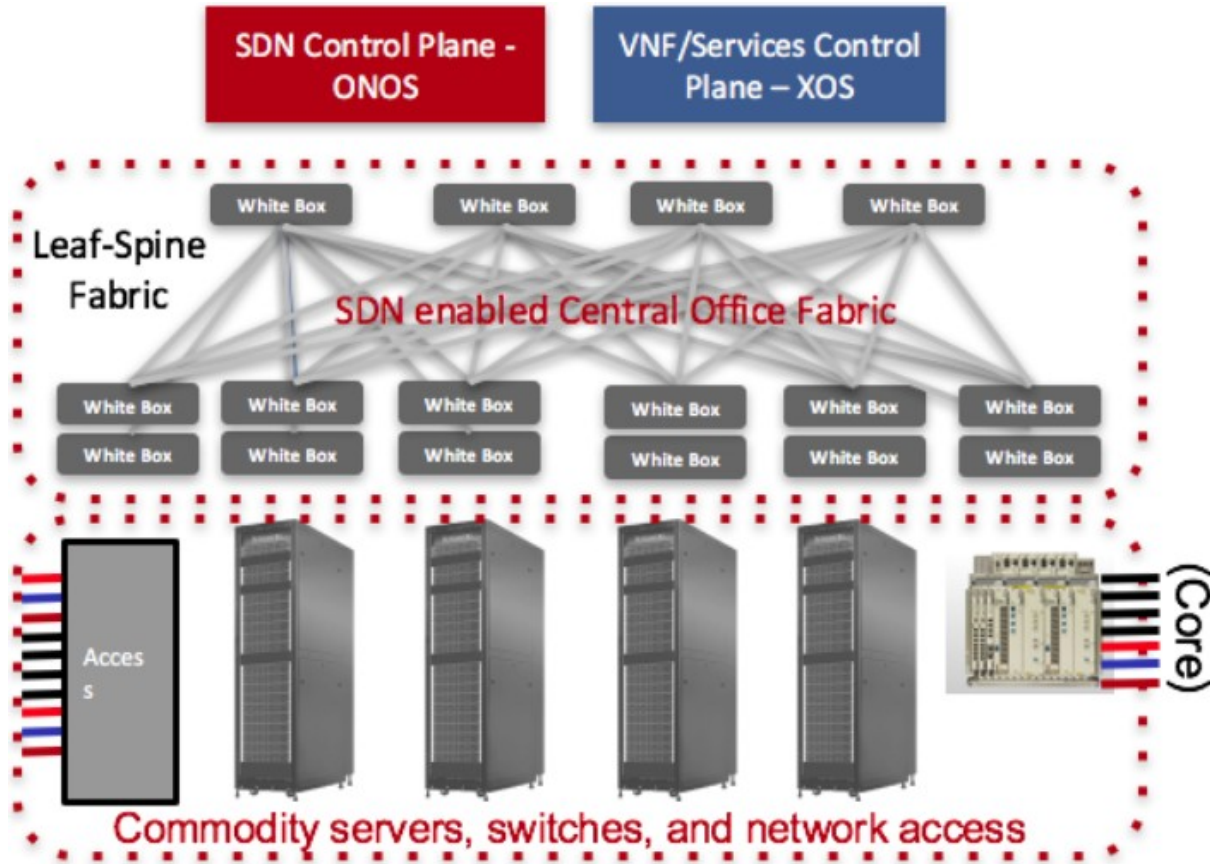 SDN Control Plane -
ONOS
VNF/Services Control
Plane – XOS
White Box
White Box
White Box
White Box
Leaf-Spine
Fabric
SDN enabled Central Office Fabric
White Box
White Box
White Box
White Box
White Box
White Box
White Box
White Box
White Box
White Box
White Box
White Box
Acces
s
(Core)
Commodity servers, switches, and network access